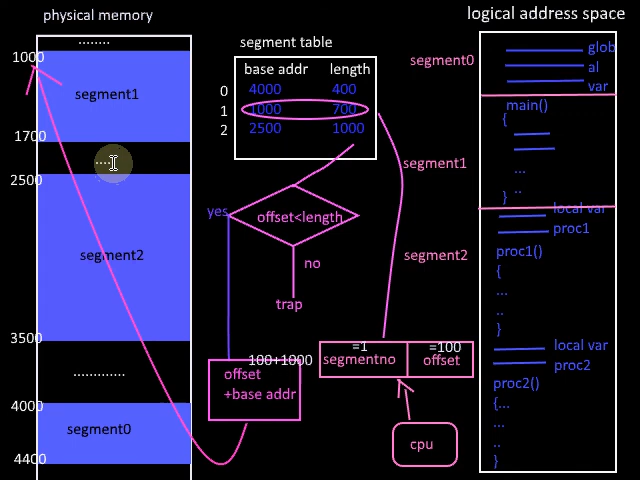 physical memory
logical address space
........
1000
segment1
1700
.....
2500
segment2
3500
.............
4000
segment0
4400
segment table
base addr length
0 4000 400
1 1000 700
2 2500 1000
yes
offset<length
no
trap
100+1000
offset
+base addr
=1 =100
segmentno offset
cpu
segment0
segment1
segment2
glob
al
var
main()
{
...
..
}
local var
proc1
proc1()
{
...
..
}
local var
proc2
proc2()
{...
...
..
}